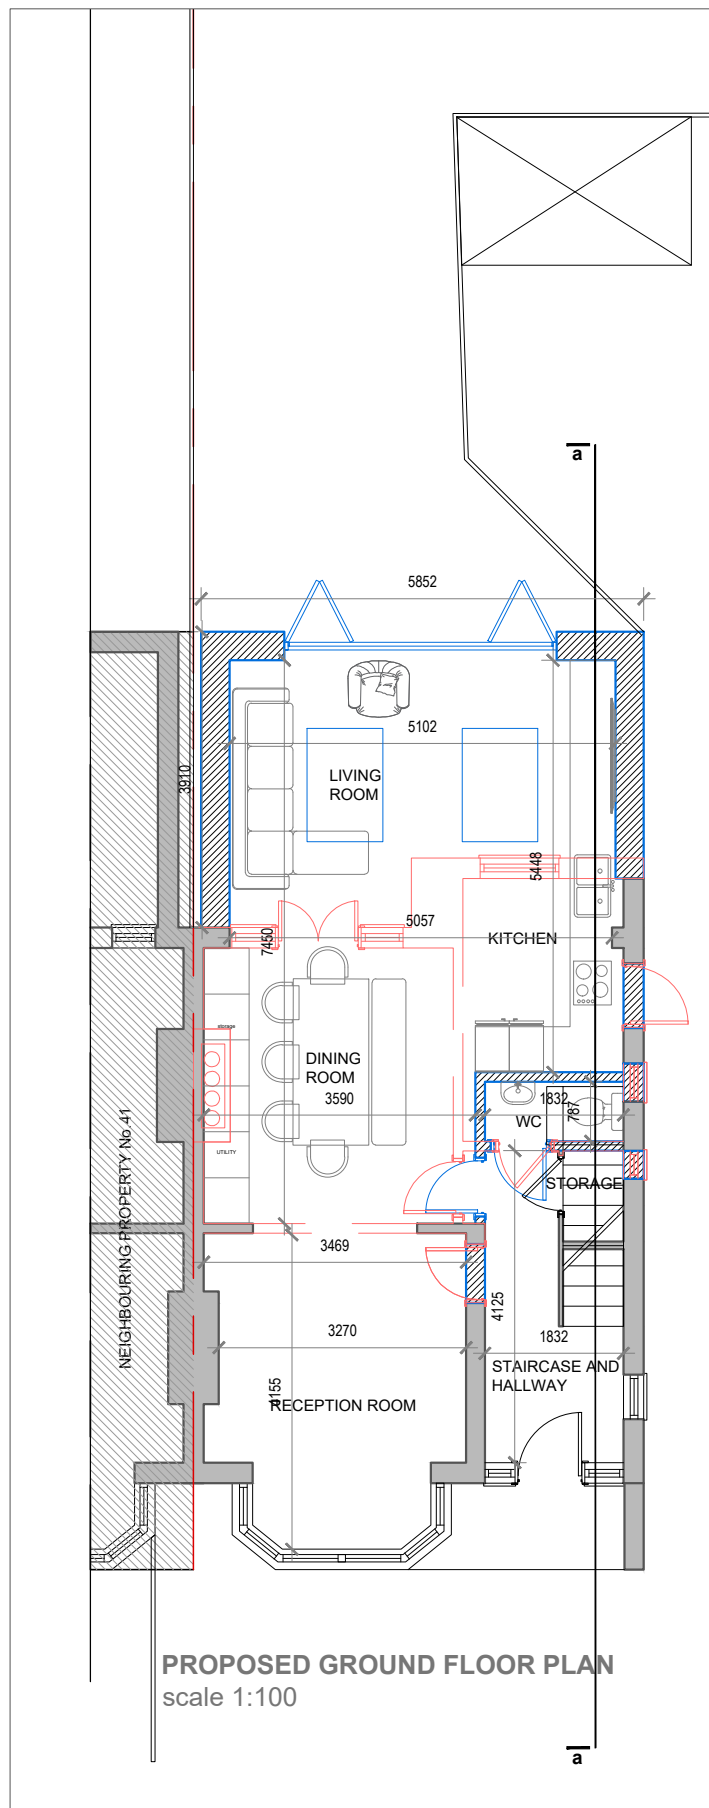 a
5852
5102
LIVING
ROOM
3910
5448
5057
7450
KITCHEN
storage
DINING
ROOM
3590
1832
787
WC
UTILITY
STORAGE
NEIGHBOURING PROPERTY No.41
3469
4125
3270
1832
STAIRCASE AND
HALLWAY
4155
RECEPTION ROOM
PROPOSED GROUND FLOOR PLAN
scale 1:100
a